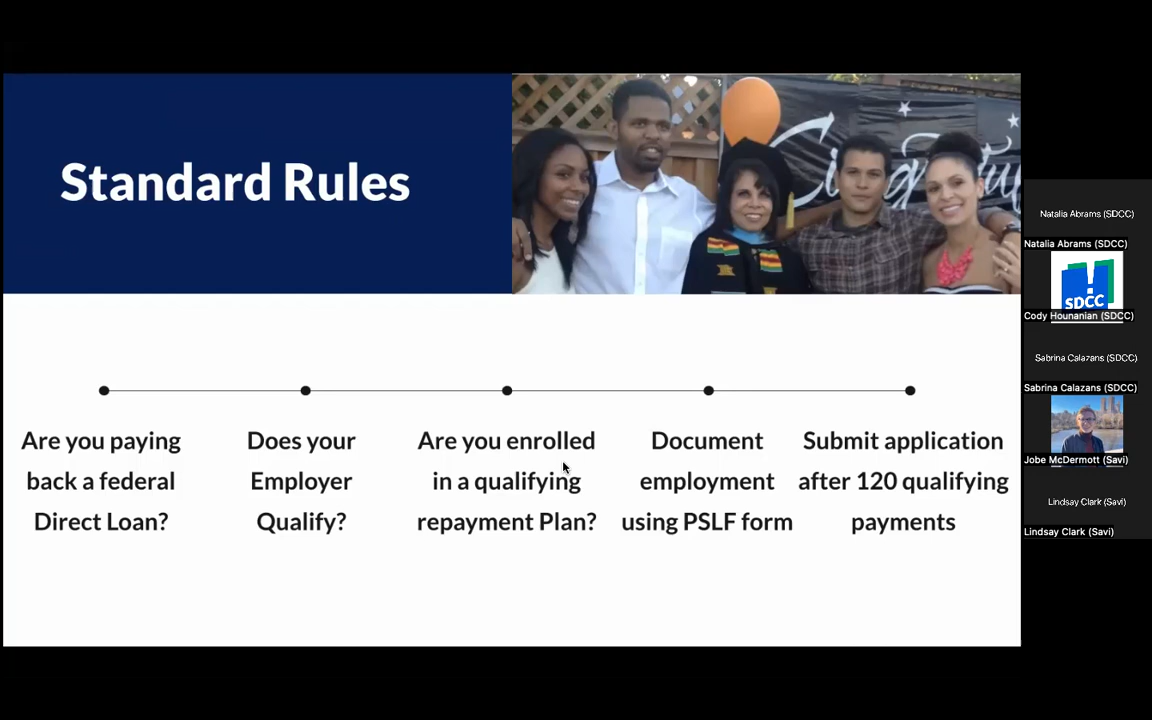 Standard Rules
Are you paying
back a federal
Direct Loan?
Does your
Employer
Qualify?
Are you enrolled
in a qualifying
repayment Plan?
Document
employment
using PSLF form
Submit application
after 120 qualifying
payments
Natalia Abrams (SDCC)
Natalia Abrams (SDCC)
SDCC
Cody Hounanian (SDCC)
Sabrina Calazans (SDCC)
Sabrina Calazans (SDCC)
Jobe McDermott (Savi)
Lindsay Clark (Savi)
Lindsay Clark (Savi)